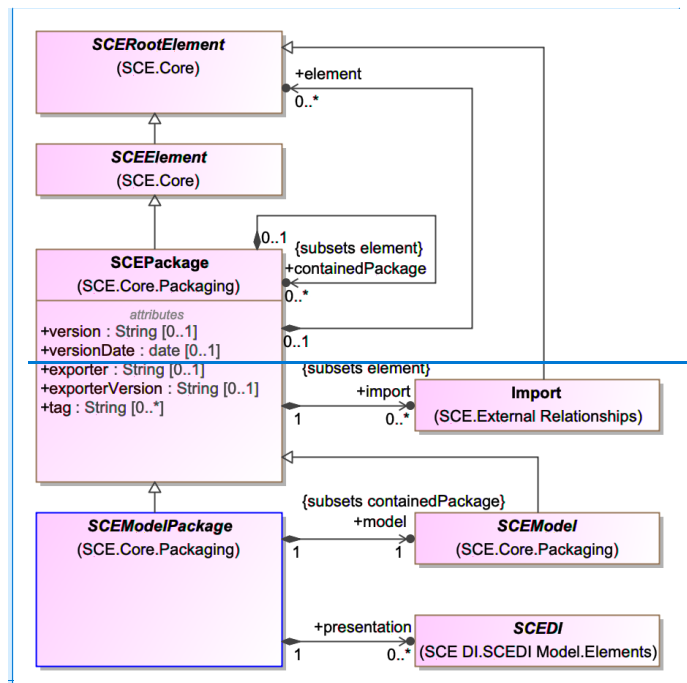 SCERootElement
(SCE.Core)
+element
0..*
SCEElement
(SCE.Core)
0..1
{subsets element}
+containedPackage
0..*
SCEPackage
(SCE.Core.Packaging)
attributes
+version : String [0..1]
+versionDate : date [0..1]
+exporter : String [0..1]
+exporterVersion : String [0..1]
+tag : String [0..*]
0..1
{subsets element}
+import
1
0..*
Import
(SCE.External Relationships)
SCEModelPackage
(SCE.Core.Packaging)
{subsets containedPackage}
+model
1
1
SCEModel
(SCE.Core.Packaging)
+presentation
1
0..*
SCEDI
(SCE DI.SCEDI Model.Elements)